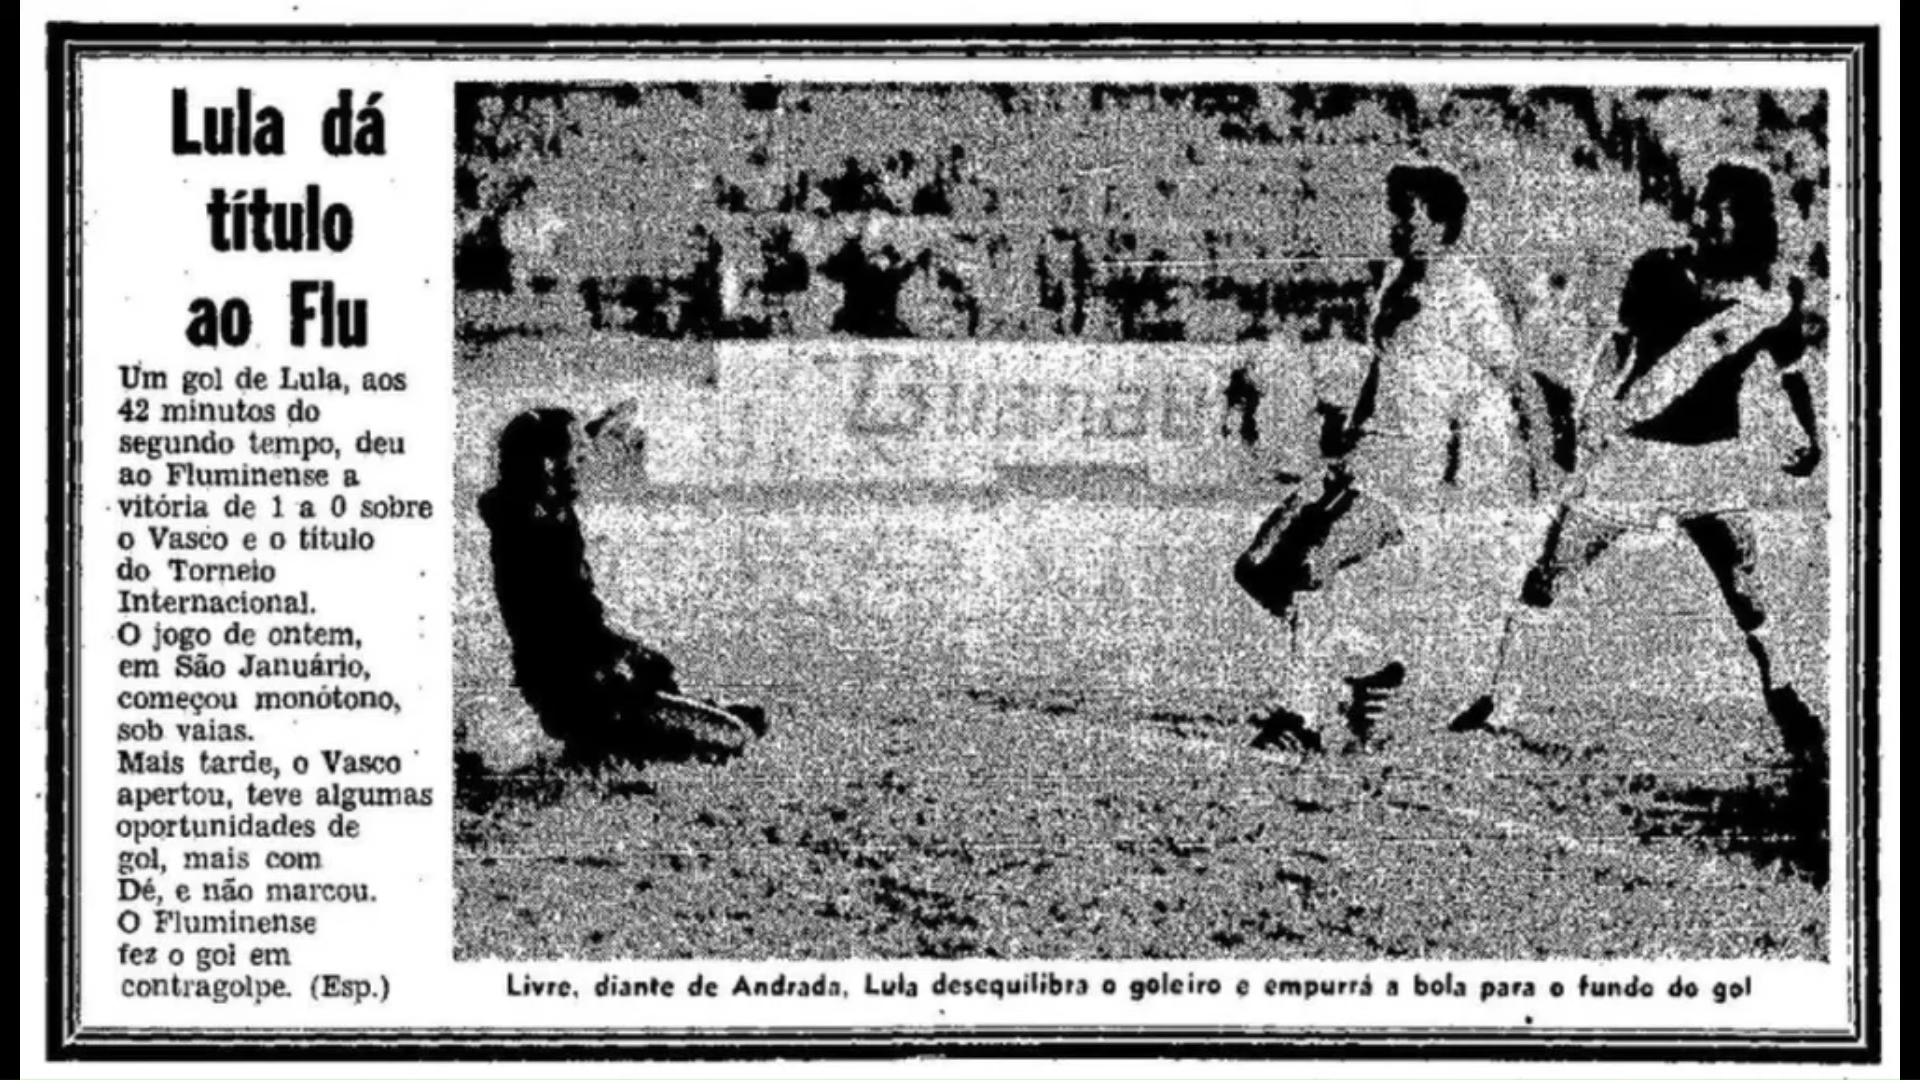 Lula dá
título
ao Flu
Um gol de Lula, aos
42 minutos do
segundo tempo, deu
ao Fluminense a
vitória de 1 a 0 sobre
o Vasco e o título
do Torneio
Internacional.
O jogo de ontem,
em São Januário,
começou monótono,
sob vaias.
Mais tarde, o Vasco
apertou, teve algumas
oportunidades de
gol, mais com
Dé, e não marcou.
O Fluminense
fez o gol em
contragolpe. (Esp.)
Livre, diante de Andrada, Lula desequilibra o goleiro e empurrá a bola para o fundo do gol